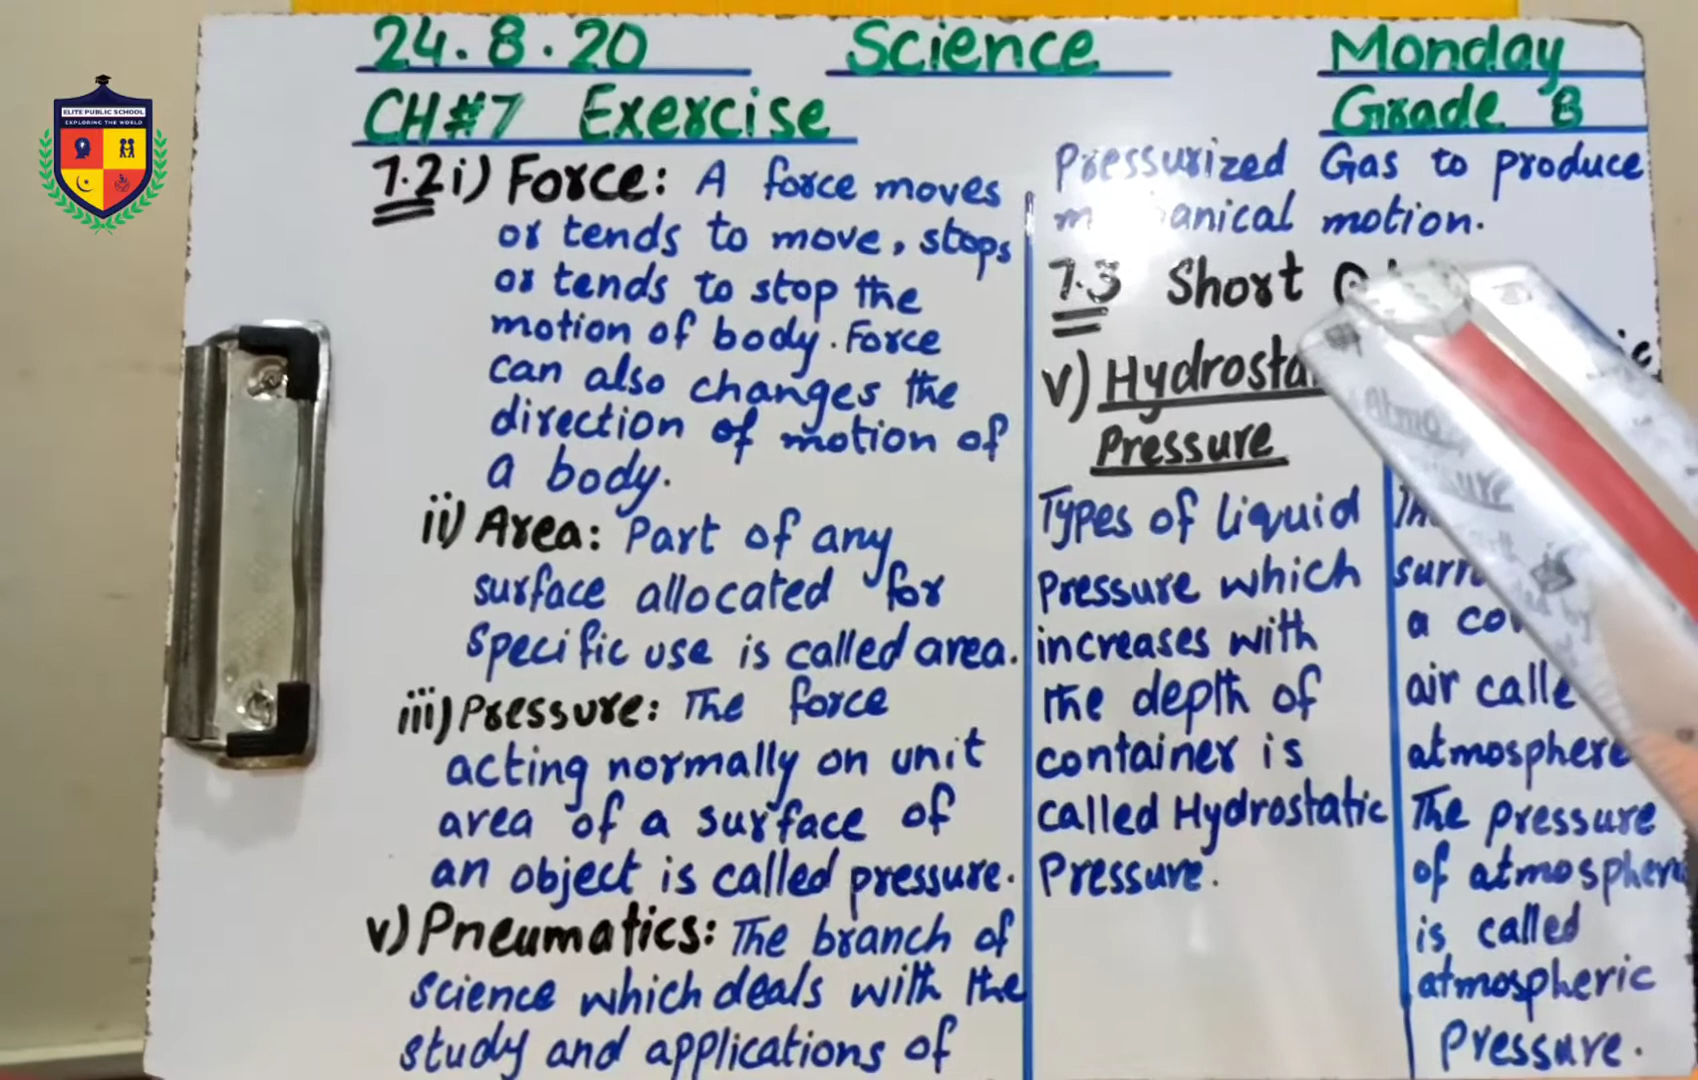 ELITE PUBLIC SCHOOL
EXPLORING THE WORLD
24.8.20 Science Monday
CH#7 Exercise Grade 8
7.2 i) Force: A force moves
or tends to move, stops
or tends to stop the
motion of body. Force
can also changes the
direction of motion of
a body.
ii) Area: Part of any
surface allocated for
specific use is called area.
iii) Pressure: The force
acting normally on unit
area of a surface of
an object is called pressure.
v) Pneumatics: The branch of
science which deals with the
study and applications of
Pressurized Gas to produce
anical motion.
7.3 Short
v) Hydrosta
Pressure
Types of liquid
Pressure which
increases with
the depth of
container is
called Hydrostatic
Pressure.
surr
a co
air calle
atmosphere
The pressure
of atmosphere
is called
atmospheric
Pressure.